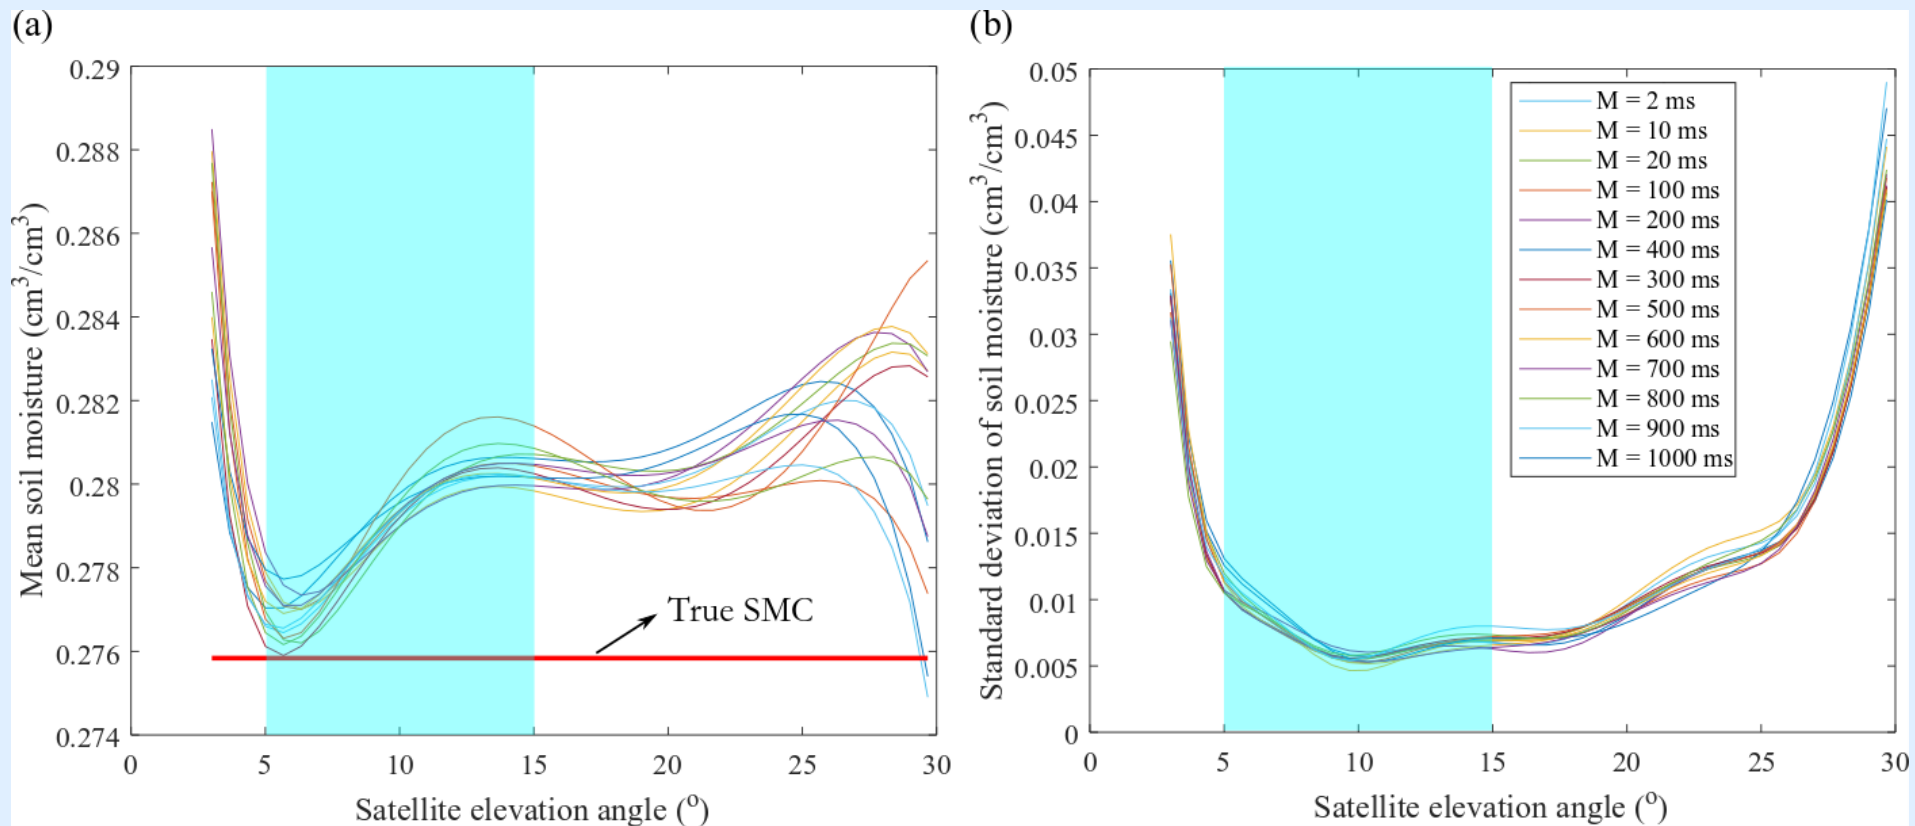 (a)
0.29
0.288
0.286
0.284
0.282
0.28
0.278
0.276
0.274
Mean soil moisture (cm³/cm³)
True SMC
0 5 10 15 20 25 30
Satellite elevation angle (°)
(b)
0.05
0.045
0.04
0.035
0.03
0.025
0.02
0.015
0.01
0.005
0
Standard deviation of soil moisture (cm³/cm³)
M = 2 ms
M = 10 ms
M = 20 ms
M = 100 ms
M = 200 ms
M = 400 ms
M = 300 ms
M = 500 ms
M = 600 ms
M = 700 ms
M = 800 ms
M = 900 ms
M = 1000 ms
0 5 10 15 20 25 30
Satellite elevation angle (°)